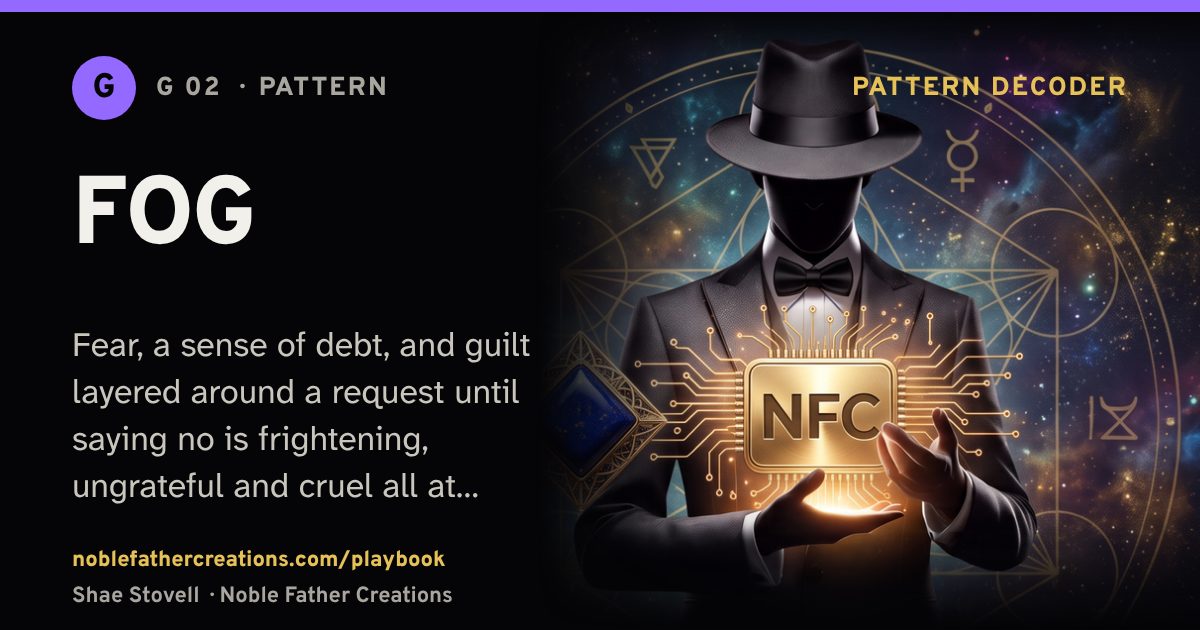 G
G 02 · PATTERN
PATTERN DECODER
FOG
Fear, a sense of debt, and guilt
layered around a request until
saying no is frightening,
ungrateful and cruel all at...
NFC
noblefathercreations.com/playbook
Shae Stovell · Noble Father Creations